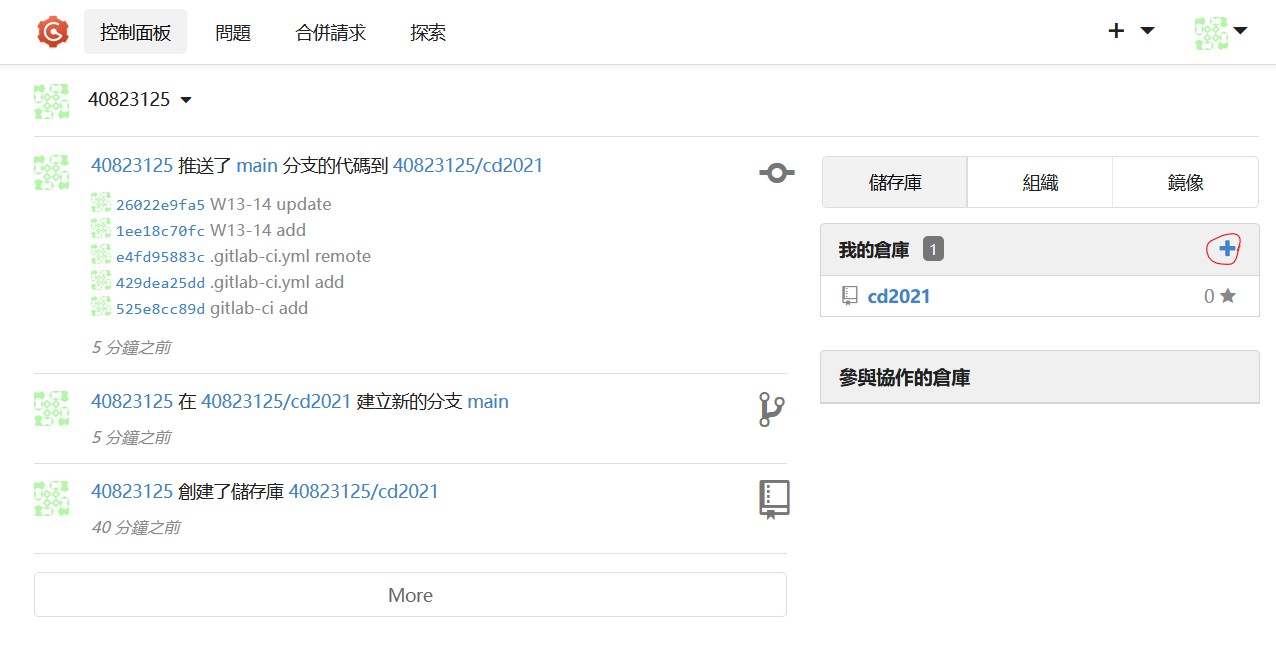 控制面板 問題 合併請求 探索
40823125
40823125 推送了 main 分支的代碼到 40823125/cd2021
26022e9fa5 W13-14 update
1ee18c70fc W13-14 add
e4fd95883c .gitlab-ci.yml remote
429dea25dd .gitlab-ci.yml add
525e8cc89d gitlab-ci add
5 分鐘之前
40823125 在 40823125/cd2021 建立新的分支 main
5 分鐘之前
40823125 創建了儲存庫 40823125/cd2021
40 分鐘之前
More
儲存庫 組織 鏡像
我的倉庫 1
cd2021 0
參與協作的倉庫